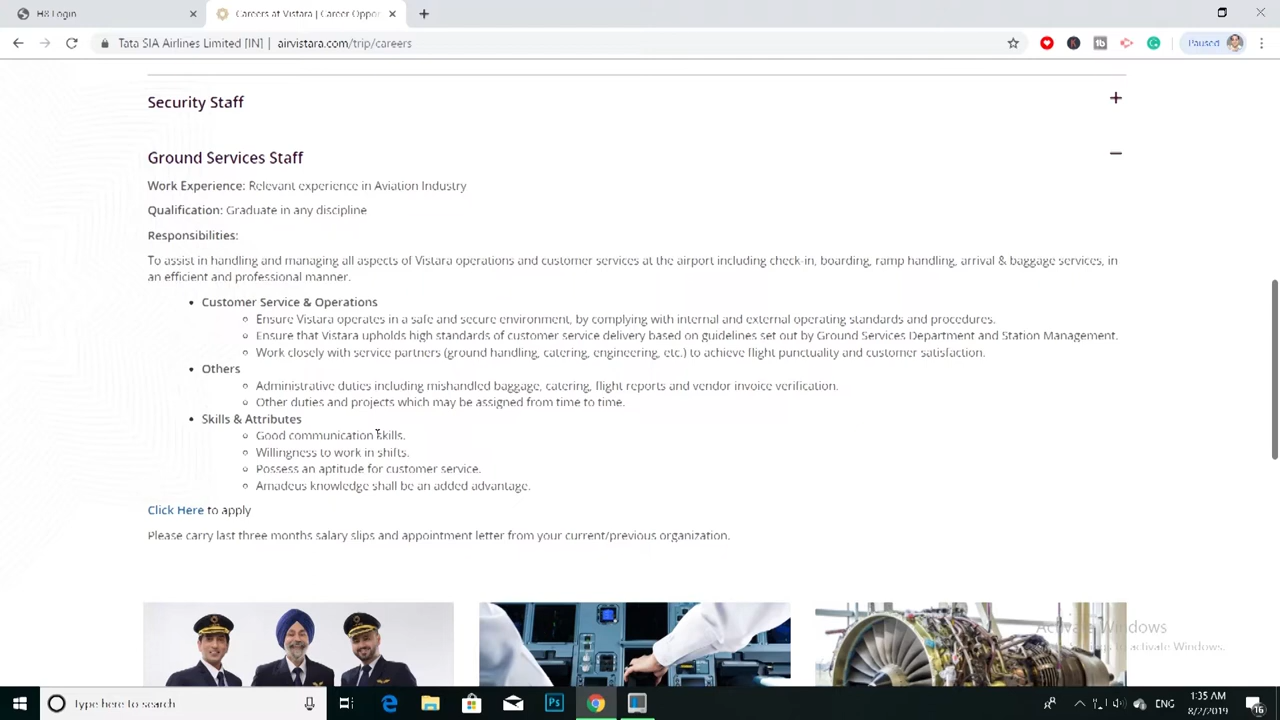 H8 Login
Careers at Vistara | Career Oppor
Tata SIA Airlines Limited [IN] | airvistara.com/trip/careers
Paused
Security Staff
Ground Services Staff
Work Experience: Relevant experience in Aviation Industry
Qualification: Graduate in any discipline
Responsibilities:
To assist in handling and managing all aspects of Vistara operations and customer services at the airport including check-in, boarding, ramp handling, arrival & baggage services, in
an efficient and professional manner.
Customer Service & Operations
Ensure Vistara operates in a safe and secure environment, by complying with internal and external operating standards and procedures.
Ensure that Vistara upholds high standards of customer service delivery based on guidelines set out by Ground Services Department and Station Management.
Work closely with service partners (ground handling, catering, engineering, etc.) to achieve flight punctuality and customer satisfaction.
Others
Administrative duties including mishandled baggage, catering, flight reports and vendor invoice verification.
Other duties and projects which may be assigned from time to time.
Skills & Attributes
Good communication skills.
Willingness to work in shifts.
Possess an aptitude for customer service.
Amadeus knowledge shall be an added advantage.
Click Here to apply
Please carry last three months salary slips and appointment letter from your current/previous organization.
Activate Windows
to activate Windows.
Type here to search
Ps
ENG
1:35 AM
8/2/2019
16